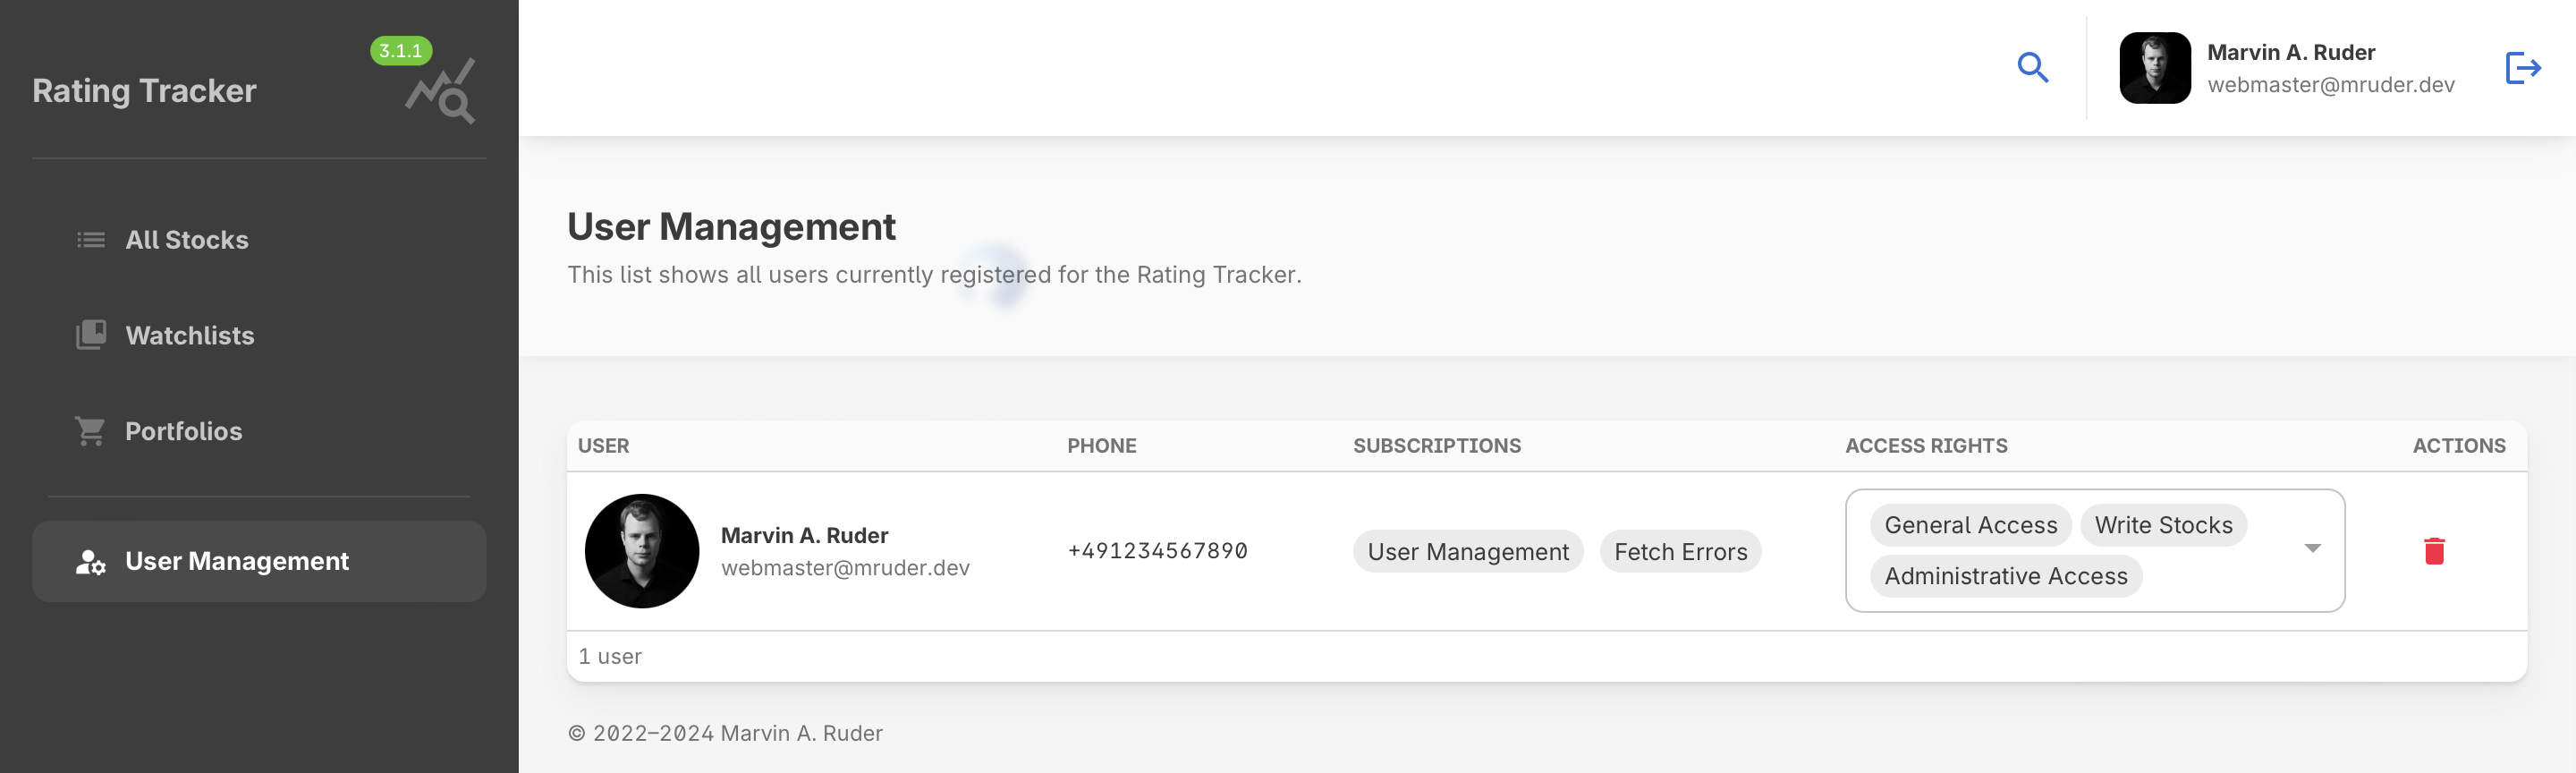 Rating Tracker
3.1.1
All Stocks
Watchlists
Portfolios
User Management
Marvin A. Ruder
webmaster@mruder.dev
User Management
This list shows all users currently registered for the Rating Tracker.
USER PHONE SUBSCRIPTIONS ACCESS RIGHTS ACTIONS
Marvin A. Ruder
webmaster@mruder.dev
+491234567890
User Management Fetch Errors
General Access Write Stocks
Administrative Access
1 user
© 2022–2024 Marvin A. Ruder